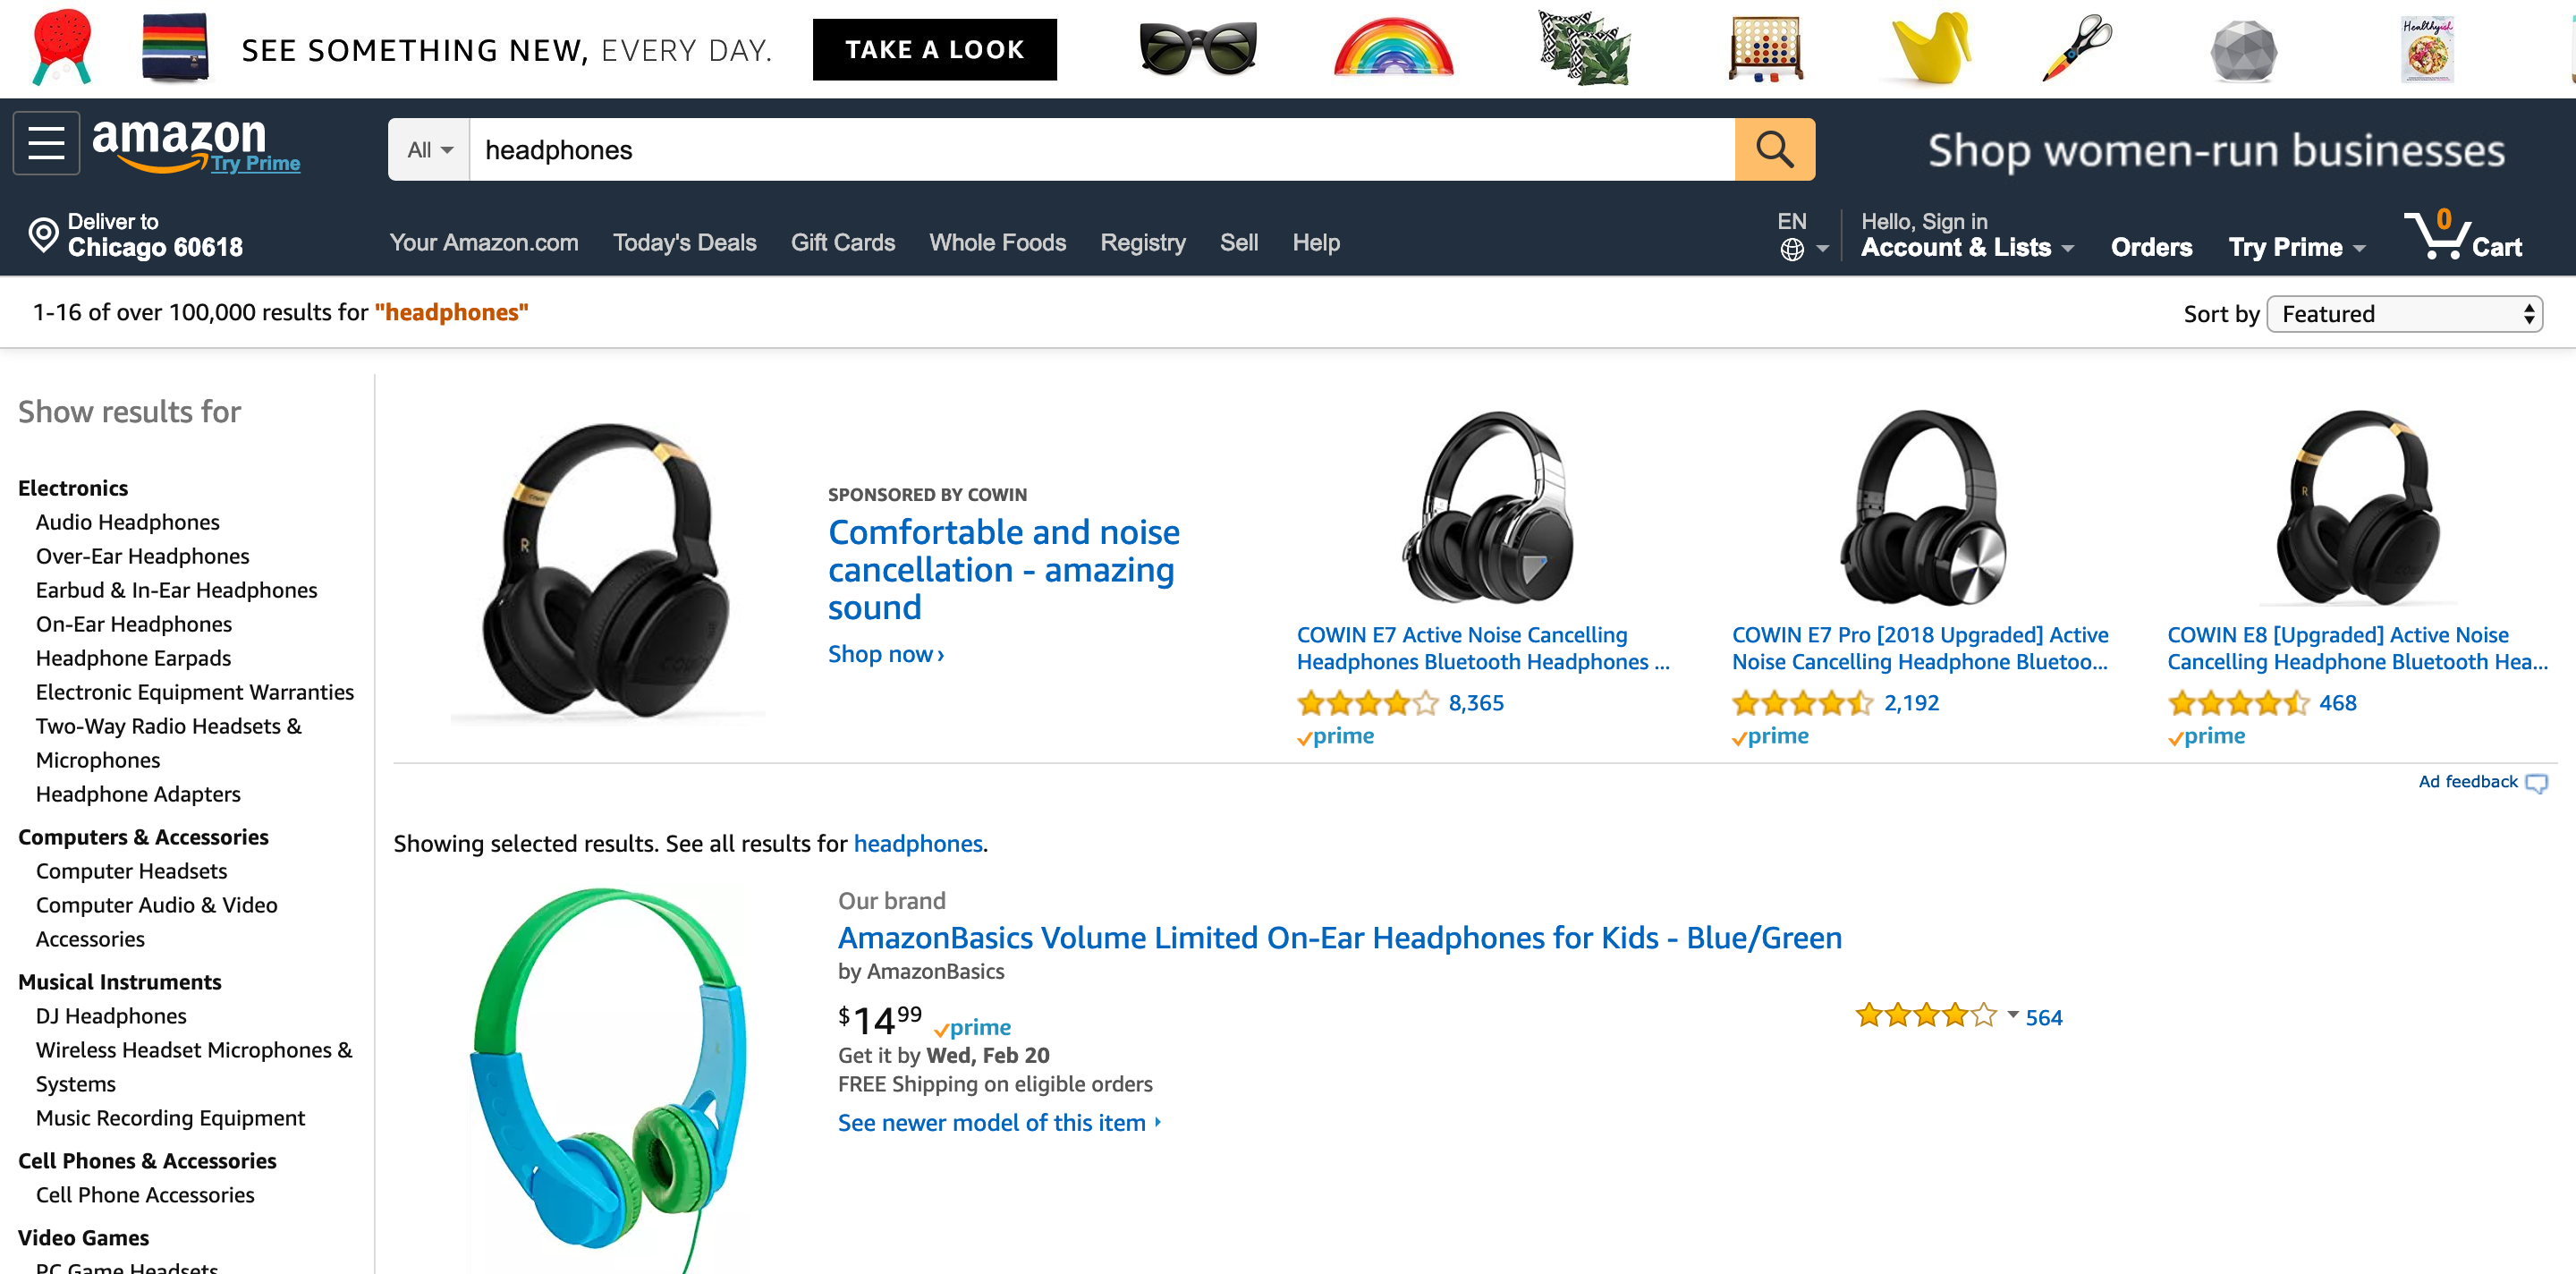 SEE SOMETHING NEW, EVERY DAY.
TAKE A LOOK
Healthyish
amazon
Try Prime
All
headphones
Shop women-run businesses
Deliver to
Chicago 60618
Your Amazon.com Today's Deals Gift Cards Whole Foods Registry Sell Help
EN
Hello, Sign in
Account & Lists
Orders
Try Prime
0
Cart
1-16 of over 100,000 results for "headphones"
Sort by Featured
Show results for
Electronics
Audio Headphones
Over-Ear Headphones
Earbud & In-Ear Headphones
On-Ear Headphones
Headphone Earpads
Electronic Equipment Warranties
Two-Way Radio Headsets &
Microphones
Headphone Adapters
Computers & Accessories
Computer Headsets
Computer Audio & Video
Accessories
Musical Instruments
DJ Headphones
Wireless Headset Microphones &
Systems
Music Recording Equipment
Cell Phones & Accessories
Cell Phone Accessories
Video Games
PC Game Headsets
R
SPONSORED BY COWIN
Comfortable and noise
cancellation - amazing
sound
Shop now ›
COWIN E7 Active Noise Cancelling
Headphones Bluetooth Headphones ...
8,365
prime
COWIN E7 Pro [2018 Upgraded] Active
Noise Cancelling Headphone Bluetoo...
2,192
prime
R
COWIN E8 [Upgraded] Active Noise
Cancelling Headphone Bluetooth Hea...
468
prime
Ad feedback
Showing selected results. See all results for headphones.
Our brand
AmazonBasics Volume Limited On-Ear Headphones for Kids - Blue/Green
by AmazonBasics
$14 99 prime
Get it by Wed, Feb 20
FREE Shipping on eligible orders
See newer model of this item
564